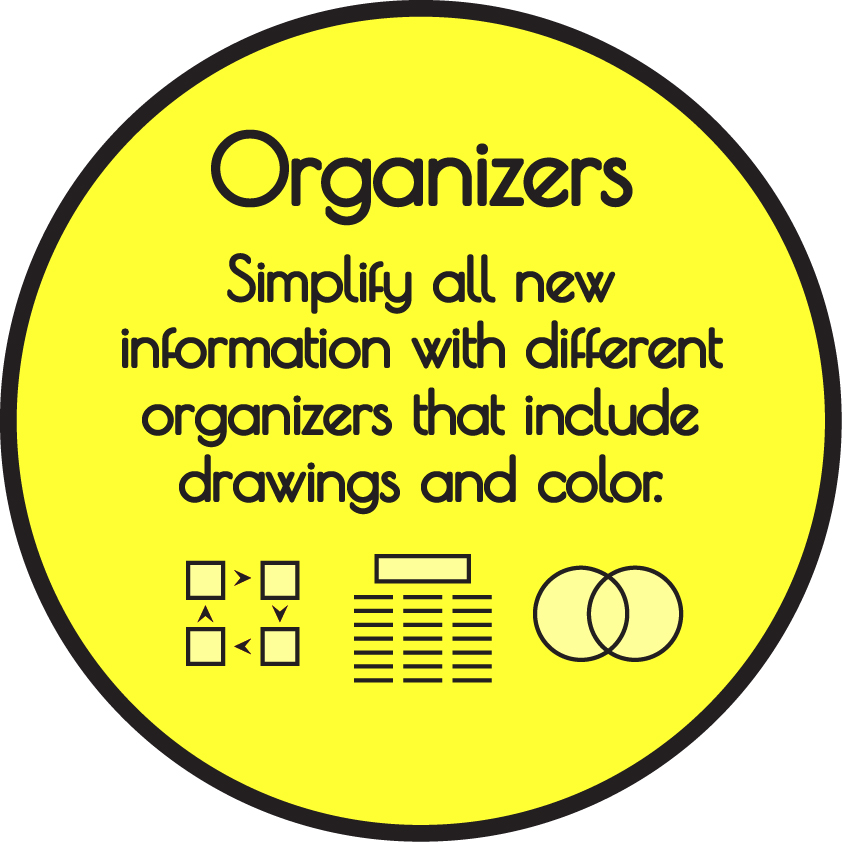 Organizers
Simplify all new
information with different
organizers that include
drawings and color.